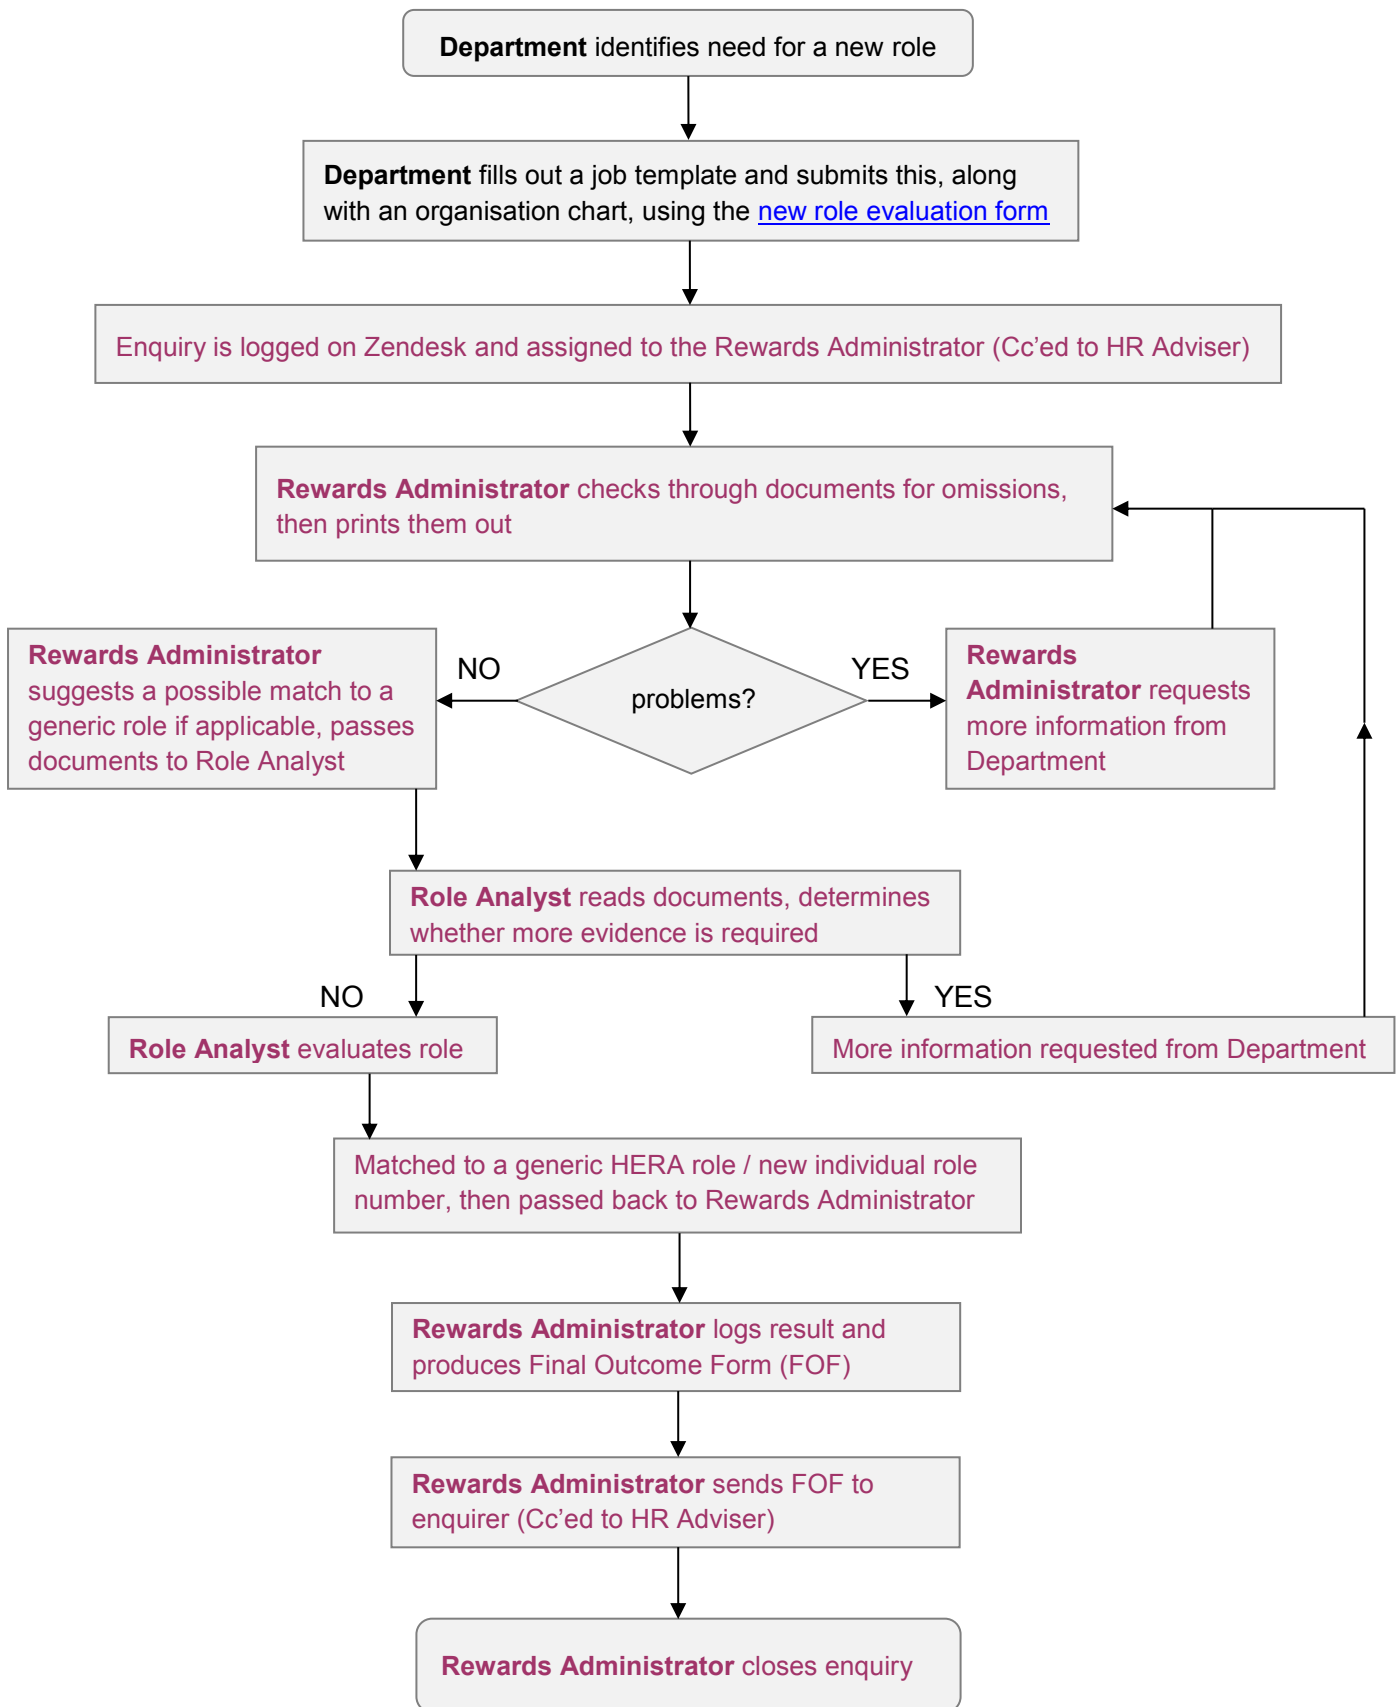 Department identifies need for a new role
Department fills out a job template and submits this, along
with an organisation chart, using the new role evaluation form
Enquiry is logged on Zendesk and assigned to the Rewards Administrator (Cc’ed to HR Adviser)
Rewards Administrator checks through documents for omissions,
then prints them out
problems?
NO
YES
Rewards Administrator
suggests a possible match to a
generic role if applicable, passes
documents to Role Analyst
Rewards
Administrator requests
more information from
Department
Role Analyst reads documents, determines
whether more evidence is required
NO
YES
Role Analyst evaluates role
More information requested from Department
Matched to a generic HERA role / new individual role
number, then passed back to Rewards Administrator
Rewards Administrator logs result and
produces Final Outcome Form (FOF)
Rewards Administrator sends FOF to
enquirer (Cc’ed to HR Adviser)
Rewards Administrator closes enquiry